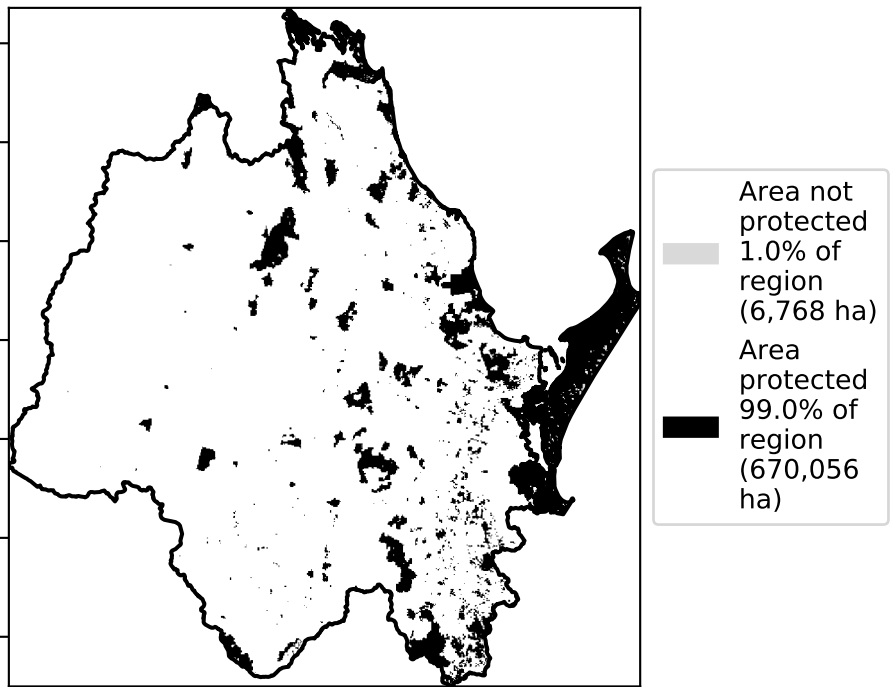 Area not
protected
1.0% of
region
(6,768 ha)
Area
protected
99.0% of
region
(670,056
ha)